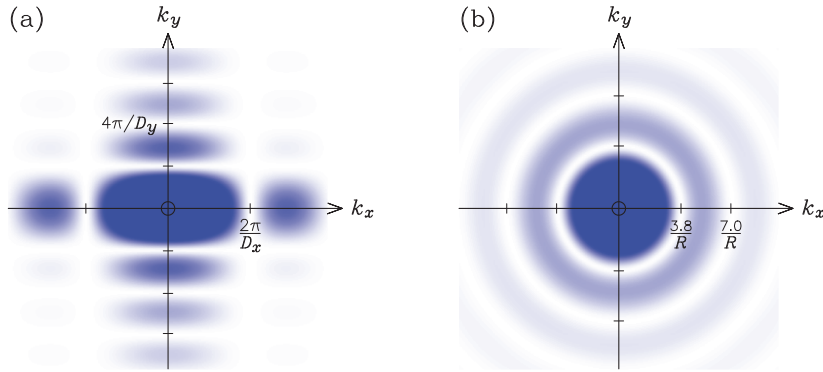 (a)
k_y
4π/D_y
2π/D_x
k_x
(b)
k_y
3.8/R
7.0/R
k_x